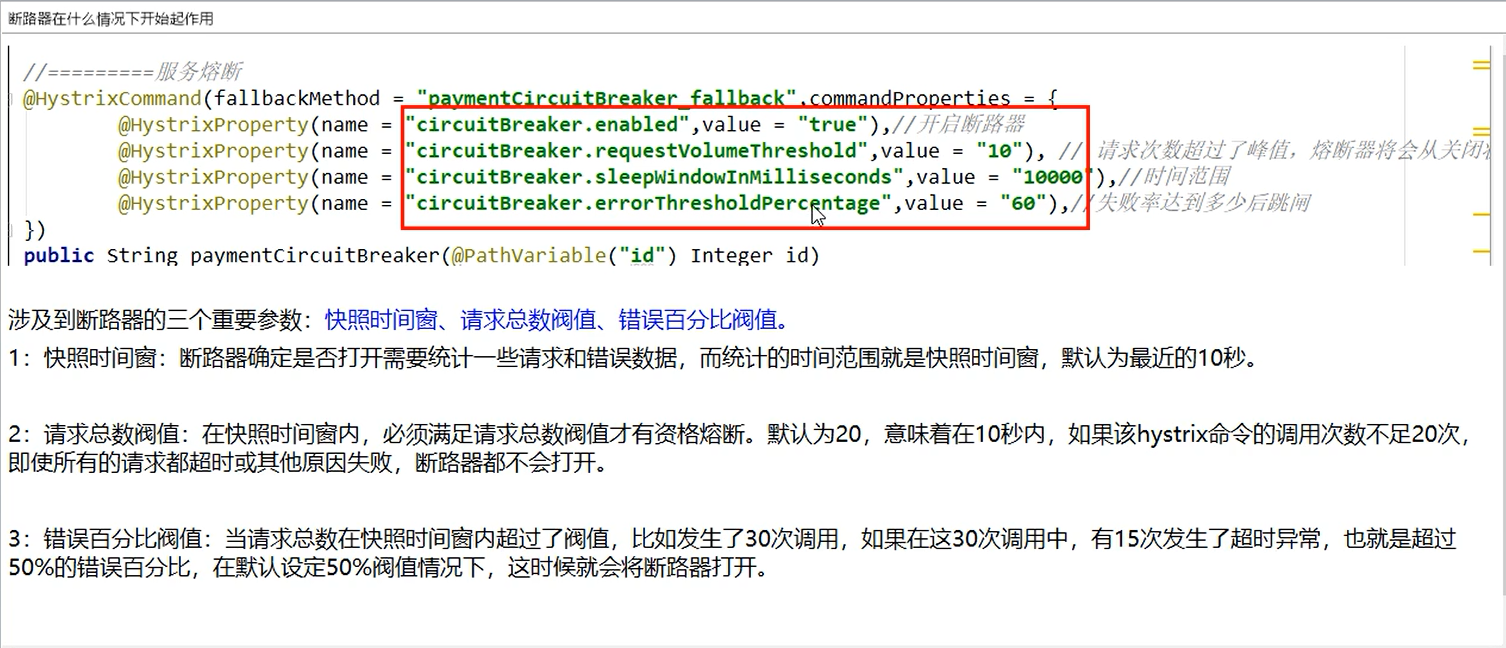 断路器在什么情况下开始起作用
//=========服务熔断
@HystrixCommand(fallbackMethod = "paymentCircuitBreaker_fallback",commandProperties = {
@HystrixProperty(name = "circuitBreaker.enabled",value = "true"),//开启断路器
@HystrixProperty(name = "circuitBreaker.requestVolumeThreshold",value = "10"), // 请求次数超过了峰值，熔断器将会从关闭
@HystrixProperty(name = "circuitBreaker.sleepWindowInMilliseconds",value = "10000"),//时间范围
@HystrixProperty(name = "circuitBreaker.errorThresholdPercentage",value = "60"),//失败率达到多少后跳闸
})
public String paymentCircuitBreaker(@PathVariable("id") Integer id)
涉及到断路器的三个重要参数：快照时间窗、请求总数阀值、错误百分比阀值。
1：快照时间窗：断路器确定是否打开需要统计一些请求和错误数据，而统计的时间范围就是快照时间窗，默认为最近的10秒。
2：请求总数阀值：在快照时间窗内，必须满足请求总数阀值才有资格熔断。默认为20，意味着在10秒内，如果该hystrix命令的调用次数不足20次，
即使所有的请求都超时或其他原因失败，断路器都不会打开。
3：错误百分比阀值：当请求总数在快照时间窗内超过了阀值，比如发生了30次调用，如果在这30次调用中，有15次发生了超时异常，也就是超过
50%的错误百分比，在默认设定50%阀值情况下，这时候就会将断路器打开。